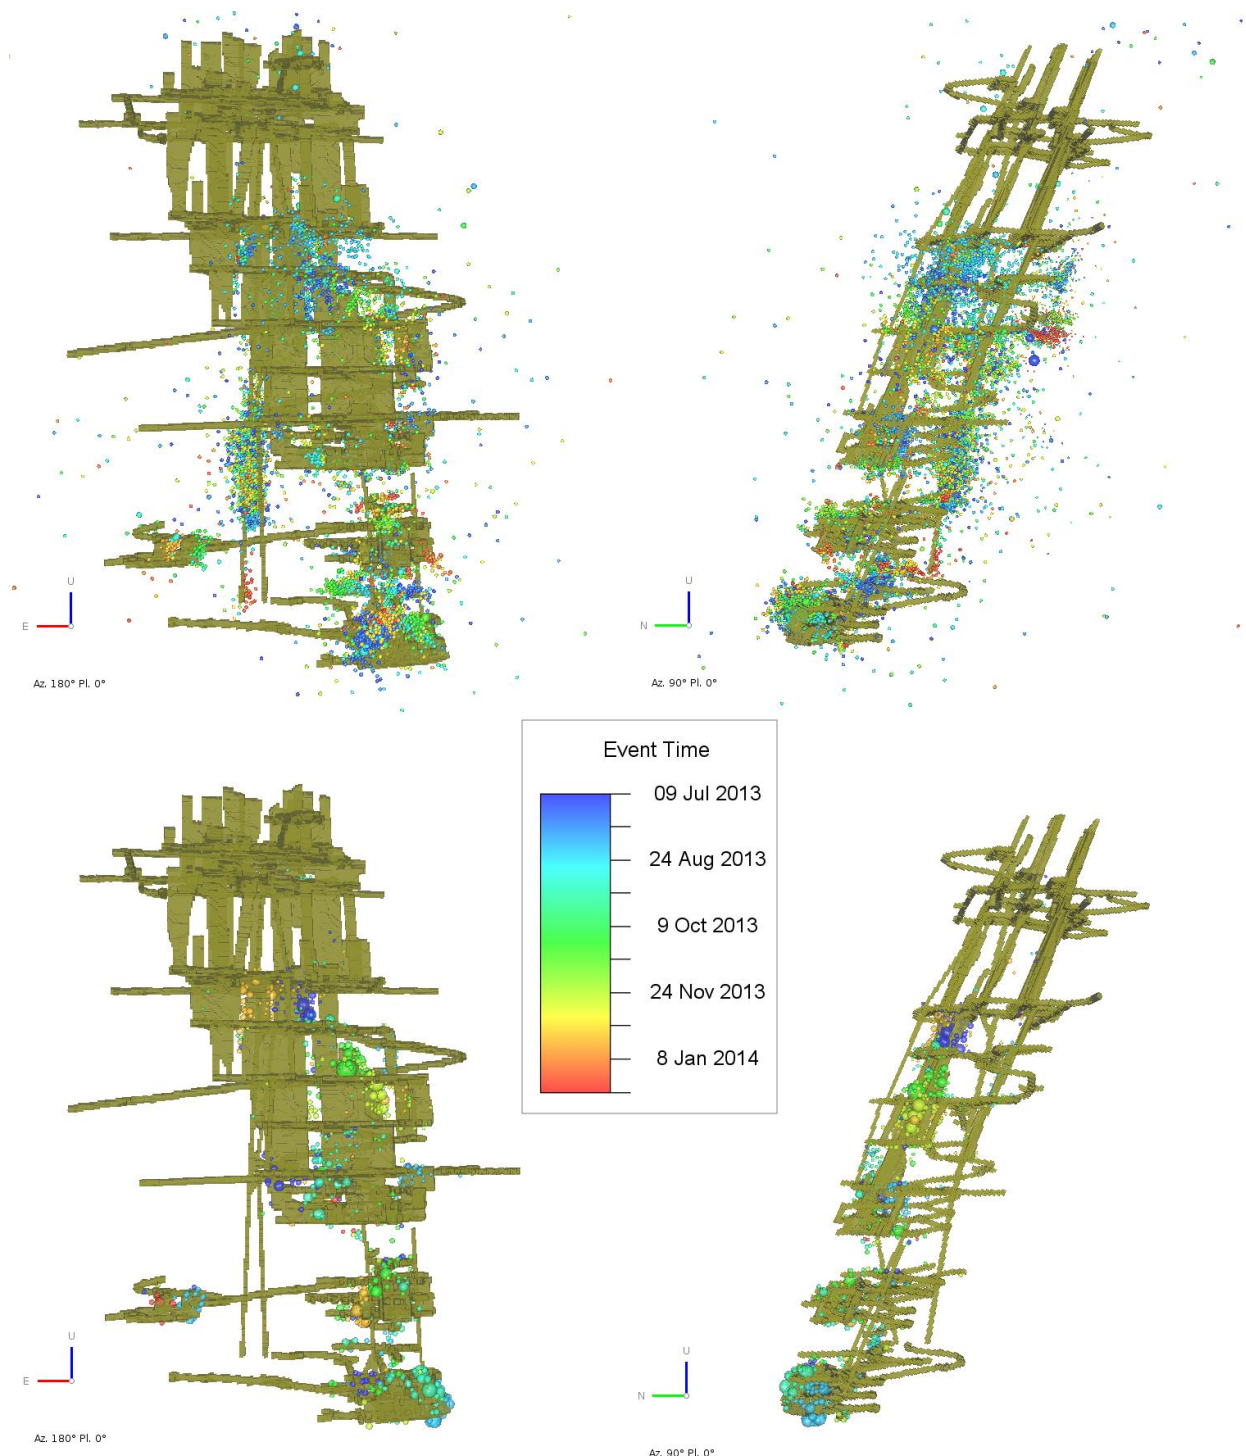 U
E
Az. 180° Pl. 0°
U
N
Az. 90° Pl. 0°
Event Time
09 Jul 2013
24 Aug 2013
9 Oct 2013
24 Nov 2013
8 Jan 2014
U
E
Az. 180° Pl. 0°
U
N
Az. 90° Pl. 0°